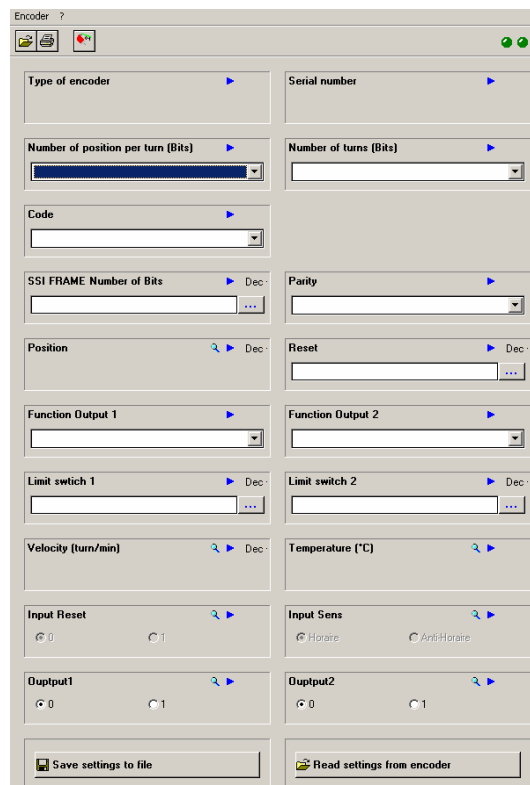 Encoder ?
Type of encoder
Serial number
Number of position per turn (Bits)
Number of turns (Bits)
Code
SSI FRAME Number of Bits Dec
...
Parity
Position Dec
Reset Dec
...
Function Output 1
Function Output 2
Limit swtich 1 Dec
...
Limit switch 2 Dec
...
Velocity (turn/min) Dec
Temperature (°C)
Input Reset
0 1
Input Sens
Horaire Anti-Horaire
Ouptput1
0 1
Ouptput2
0 1
Save settings to file
Read settings from encoder